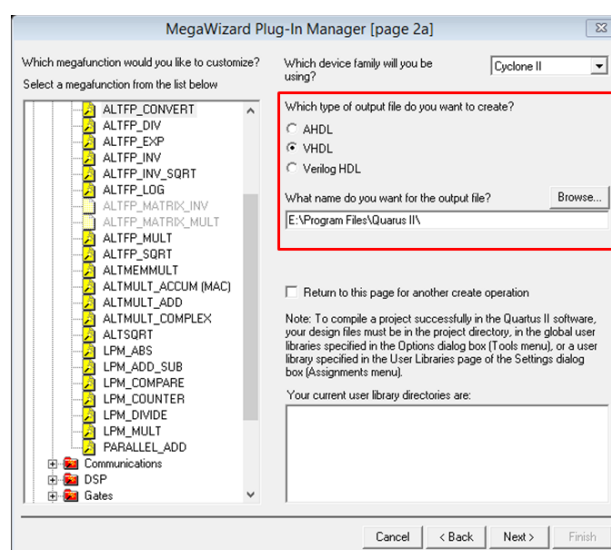 MegaWizard Plug-In Manager [page 2a]
Which megafunction would you like to customize?
Select a megafunction from the list below
ALTFP_CONVERT
ALTFP_DIV
ALTFP_EXP
ALTFP_INV
ALTFP_INV_SQRT
ALTFP_LOG
ALTFP_MATRIX_INV
ALTFP_MATRIX_MULT
ALTFP_MULT
ALTFP_SQRT
ALTMEMMULT
ALTMULT_ACCUM (MAC)
ALTMULT_ADD
ALTMULT_COMPLEX
ALTSQRT
LPM_ABS
LPM_ADD_SUB
LPM_COMPARE
LPM_COUNTER
LPM_DIVIDE
LPM_MULT
PARALLEL_ADD
Communications
DSP
Gates
Which device family will you be
using?
Cyclone II
Which type of output file do you want to create?
AHDL
VHDL
Verilog HDL
What name do you want for the output file?
Browse...
E:\Program Files\Quarus II\
Return to this page for another create operation
Note: To compile a project successfully in the Quartus II software,
your design files must be in the project directory, in the global user
libraries specified in the Options dialog box (Tools menu), or a user
library specified in the User Libraries page of the Settings dialog
box (Assignments menu).
Your current user library directories are:
Cancel
< Back
Next >
Finish